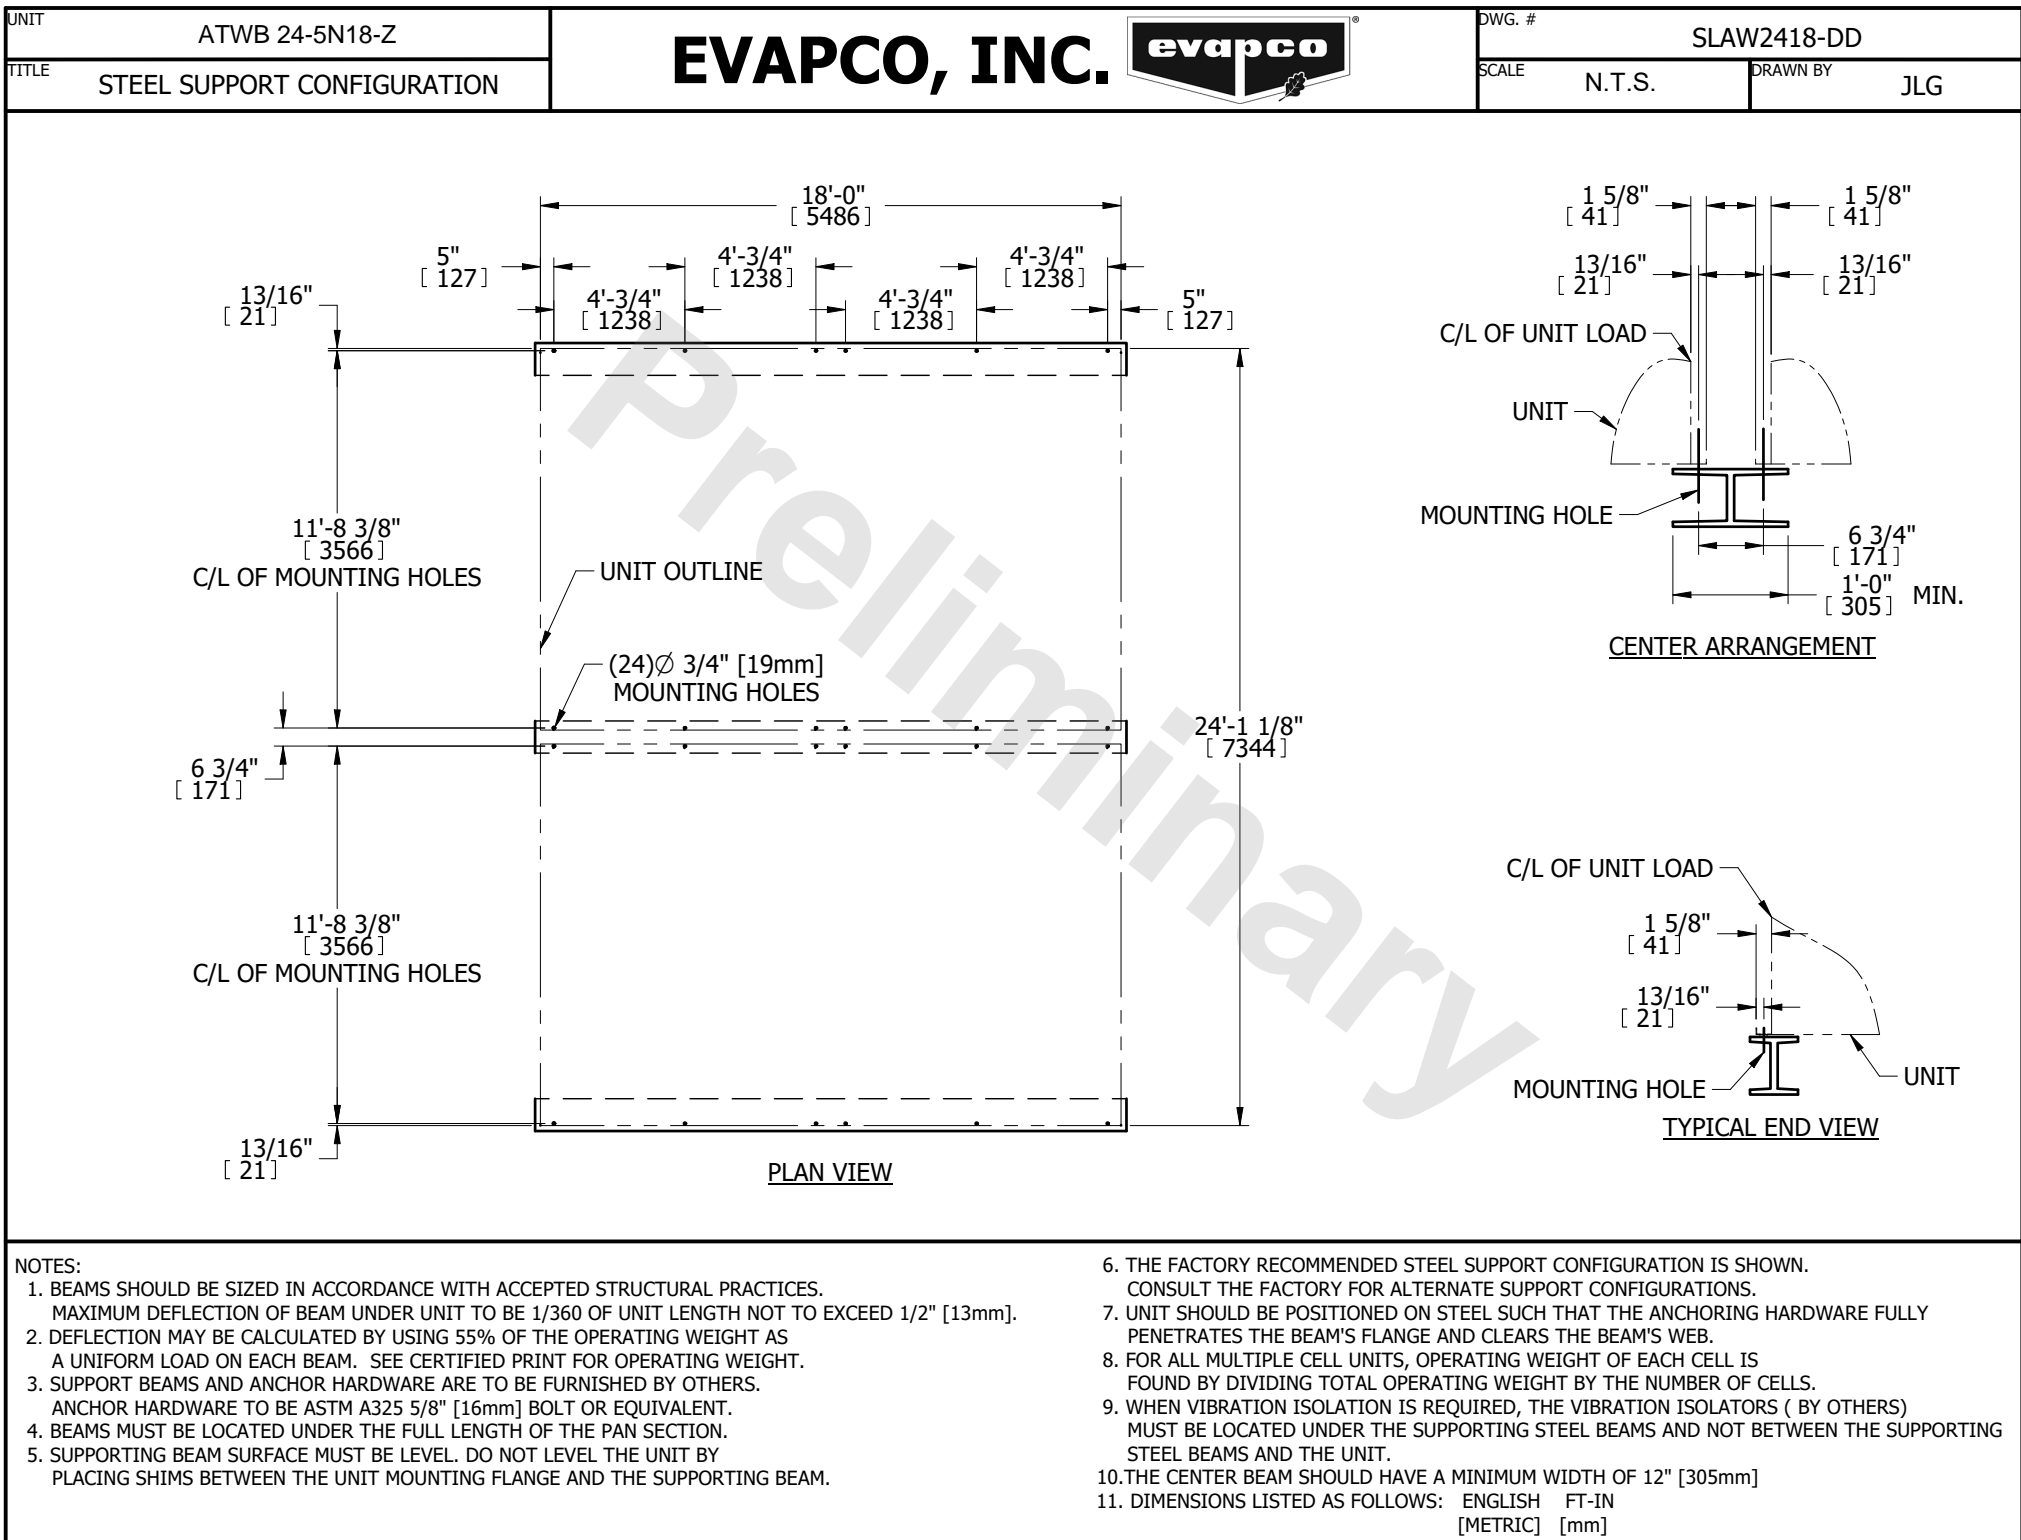 UNIT
ATWB 24-5N18-Z
TITLE
STEEL SUPPORT CONFIGURATION
EVAPCO, INC.
evapco
®
DWG. #
SLAW2418-DD
SCALE
N.T.S.
DRAWN BY
JLG
18'-0"
[ 5486 ]
5"
[ 127 ]
4'-3/4"
[ 1238 ]
4'-3/4"
[ 1238 ]
13/16"
[ 21 ]
4'-3/4"
[ 1238 ]
4'-3/4"
[ 1238 ]
5"
[ 127 ]
11'-8 3/8"
[ 3566 ]
C/L OF MOUNTING HOLES
UNIT OUTLINE
(24)∅ 3/4" [19mm]
MOUNTING HOLES
6 3/4"
[ 171 ]
24'-1 1/8"
[ 7344 ]
11'-8 3/8"
[ 3566 ]
C/L OF MOUNTING HOLES
13/16"
[ 21 ]
PLAN VIEW
Preliminary
1 5/8"
[ 41 ]
1 5/8"
[ 41 ]
13/16"
[ 21 ]
13/16"
[ 21 ]
C/L OF UNIT LOAD
UNIT
MOUNTING HOLE
6 3/4"
[ 171 ]
1'-0"
[ 305 ]
MIN.
CENTER ARRANGEMENT
C/L OF UNIT LOAD
1 5/8"
[ 41 ]
13/16"
[ 21 ]
MOUNTING HOLE
UNIT
TYPICAL END VIEW
NOTES:
1. BEAMS SHOULD BE SIZED IN ACCORDANCE WITH ACCEPTED STRUCTURAL PRACTICES.
MAXIMUM DEFLECTION OF BEAM UNDER UNIT TO BE 1/360 OF UNIT LENGTH NOT TO EXCEED 1/2" [13mm].
2. DEFLECTION MAY BE CALCULATED BY USING 55% OF THE OPERATING WEIGHT AS
A UNIFORM LOAD ON EACH BEAM. SEE CERTIFIED PRINT FOR OPERATING WEIGHT.
3. SUPPORT BEAMS AND ANCHOR HARDWARE ARE TO BE FURNISHED BY OTHERS.
ANCHOR HARDWARE TO BE ASTM A325 5/8" [16mm] BOLT OR EQUIVALENT.
4. BEAMS MUST BE LOCATED UNDER THE FULL LENGTH OF THE PAN SECTION.
5. SUPPORTING BEAM SURFACE MUST BE LEVEL. DO NOT LEVEL THE UNIT BY
PLACING SHIMS BETWEEN THE UNIT MOUNTING FLANGE AND THE SUPPORTING BEAM.
6. THE FACTORY RECOMMENDED STEEL SUPPORT CONFIGURATION IS SHOWN.
CONSULT THE FACTORY FOR ALTERNATE SUPPORT CONFIGURATIONS.
7. UNIT SHOULD BE POSITIONED ON STEEL SUCH THAT THE ANCHORING HARDWARE FULLY
PENETRATES THE BEAM'S FLANGE AND CLEARS THE BEAM'S WEB.
8. FOR ALL MULTIPLE CELL UNITS, OPERATING WEIGHT OF EACH CELL IS
FOUND BY DIVIDING TOTAL OPERATING WEIGHT BY THE NUMBER OF CELLS.
9. WHEN VIBRATION ISOLATION IS REQUIRED, THE VIBRATION ISOLATORS ( BY OTHERS)
MUST BE LOCATED UNDER THE SUPPORTING STEEL BEAMS AND NOT BETWEEN THE SUPPORTING
STEEL BEAMS AND THE UNIT.
10.THE CENTER BEAM SHOULD HAVE A MINIMUM WIDTH OF 12" [305mm]
11. DIMENSIONS LISTED AS FOLLOWS: ENGLISH FT-IN
[METRIC] [mm]